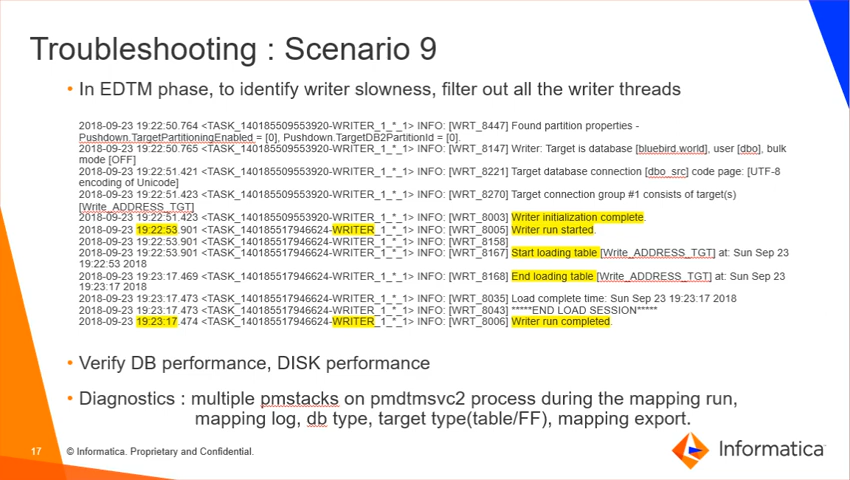 Troubleshooting : Scenario 9
• In EDTM phase, to identify writer slowness, filter out all the writer threads
2018-09-23 19:22:50.764 <TASK_140185509553920-WRITER_1_*_1> INFO: [WRT_8447] Found partition properties -
Pushdown.TargetPartitioningEnabled = [0], Pushdown.TargetDB2PartitionId = [0].
2018-09-23 19:22:50.765 <TASK_140185509553920-WRITER_1_*_1> INFO: [WRT_8147] Writer: Target is database [bluebird.world], user [dbo], bulk
mode [OFF]
2018-09-23 19:22:51.421 <TASK_140185509553920-WRITER_1_*_1> INFO: [WRT_8221] Target database connection [dbo_src] code page: [UTF-8
encoding of Unicode]
2018-09-23 19:22:51.423 <TASK_140185509553920-WRITER_1_*_1> INFO: [WRT_8270] Target connection group #1 consists of target(s)
[Write_ADDRESS_TGT]
2018-09-23 19:22:51.423 <TASK_140185509553920-WRITER_1_*_1> INFO: [WRT_8003] Writer initialization complete.
2018-09-23 19:22:53.901 <TASK_140185517946624-WRITER_1_*_1> INFO: [WRT_8005] Writer run started.
2018-09-23 19:22:53.901 <TASK_140185517946624-WRITER_1_*_1> INFO: [WRT_8158]
2018-09-23 19:22:53.901 <TASK_140185517946624-WRITER_1_*_1> INFO: [WRT_8167] Start loading table [Write_ADDRESS_TGT] at: Sun Sep 23
19:22:53 2018
2018-09-23 19:23:17.469 <TASK_140185517946624-WRITER_1_*_1> INFO: [WRT_8168] End loading table [Write_ADDRESS_TGT] at: Sun Sep 23
19:23:17 2018
2018-09-23 19:23:17.473 <TASK_140185517946624-WRITER_1_*_1> INFO: [WRT_8035] Load complete time: Sun Sep 23 19:23:17 2018
2018-09-23 19:23:17.473 <TASK_140185517946624-WRITER_1_*_1> INFO: [WRT_8043] *****END LOAD SESSION*****
2018-09-23 19:23:17.474 <TASK_140185517946624-WRITER_1_*_1> INFO: [WRT_8006] Writer run completed.
• Verify DB performance, DISK performance
• Diagnostics : multiple pmstacks on pmdtmsvc2 process during the mapping run,
mapping log, db type, target type(table/FF), mapping export.
17 © Informatica. Proprietary and Confidential.
Informatica